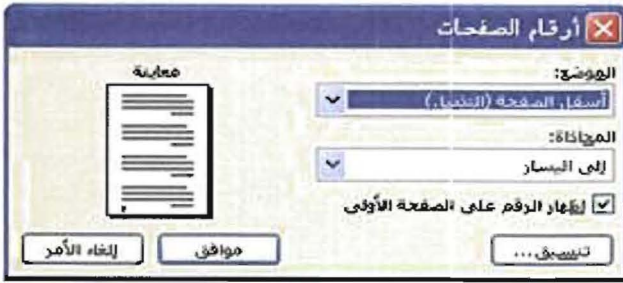 أرقام الصفحات
الموضع:
أسفل الصفحة (التذييل)
المحاذاة:
إلى اليسار
إظهار الرقم على الصفحة الأولى
معاينة
تنسيق...
موافق
إلغاء الأمر